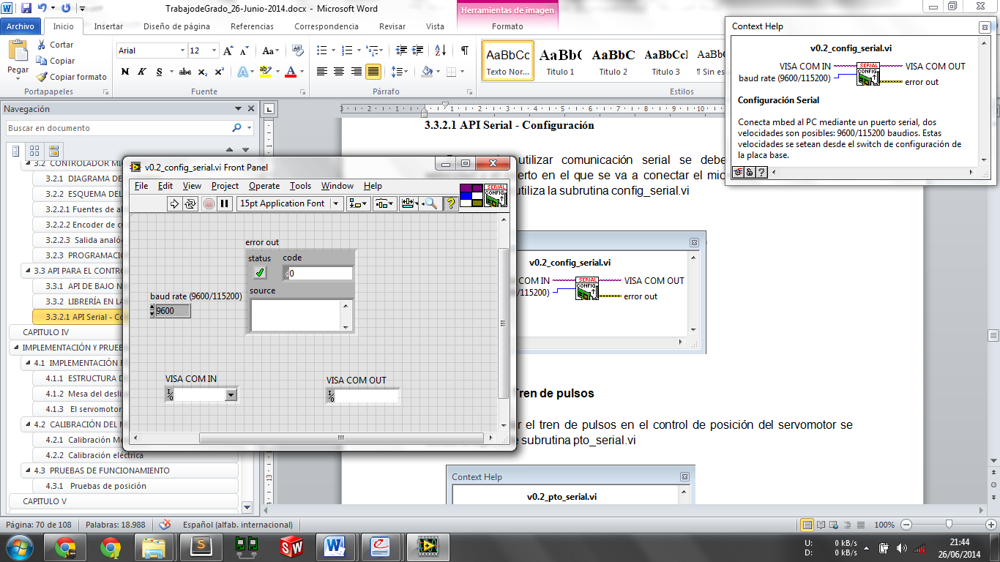 TrabajodeGrado_26-Junio-2014.docx - Microsoft Word
Herramientas de imagen
Archivo Inicio Insertar Diseño de página Referencias Correspondencia Revisar Vista Formato
Pegar
Cortar
Copiar
Copiar formato
Portapapeles
Arial 12
N K S abc x₂ x²
Fuente
Párrafo
AaBbCc AaBb( AaBbCc AaBbCcI AaBbCc
Texto Nor... Título 1 Título 2 Título 3 ¶ Sin es
Estilos
Context Help
v0.2_config_serial.vi
VISA COM IN VISA COM OUT
baud rate (9600/115200) error out
SERIAL
CONFIG
Configuración Serial
Conecta mbed al PC mediante un puerto serial, dos
velocidades son posibles: 9600/115200 baudios. Estas
velocidades se setean desde el switch de configuración de
la placa base.
Navegación
Buscar en documento
3.2 CONTROLADOR MIC
3.2.1 DIAGRAMA DE
3.2.2 ESQUEMA DEL
3.2.2.1 Fuentes de al
3.2.2.2 Encoder de cu
3.2.2.3 Salida analóg
3.2.3 PROGRAMACIÓ
3.3 API PARA EL CONTRO
3.3.1 API DE BAJO N
3.3.2 LIBRERÍA EN LA
3.3.2.1 API Serial - Co
CAPITULO IV
IMPLEMENTACIÓN Y PRUEB
4.1 IMPLEMENTACIÓN F
4.1.1 ESTRUCTURA D
4.1.2 Mesa del desli
4.1.3 El servomotor
4.2 CALIBRACIÓN DEL M
4.2.1 Calibración Me
4.2.2 Calibración eléctrica
4.3 PRUEBAS DE FUNCIONAMIENTO
4.3.1 Pruebas de posición
CAPITULO V
3.3.2.1 API Serial - Configuración
utilizar comunicación serial se debe
erto en el que se va a conectar el mic
utiliza la subrutina config_serial.vi
v0.2_config_serial.vi
COM IN VISA COM OUT
/115200) error out
SERIAL
CONFIG
Tren de pulsos
r el tren de pulsos en el control de posición del servomotor se
e subrutina pto_serial.vi
Context Help
v0.2_pto_serial.vi
v0.2_config_serial.vi Front Panel
File Edit View Project Operate Tools Window Help
15pt Application Font
SERIAL
CONFIG
error out
status code
0
source
baud rate (9600/115200)
9600
VISA COM IN
VISA COM OUT
Página: 70 de 108 Palabras: 18.988 Español (alfab. internacional) 100%
U: 0 kB/s
D: 0 kB/s
21:44
26/06/2014